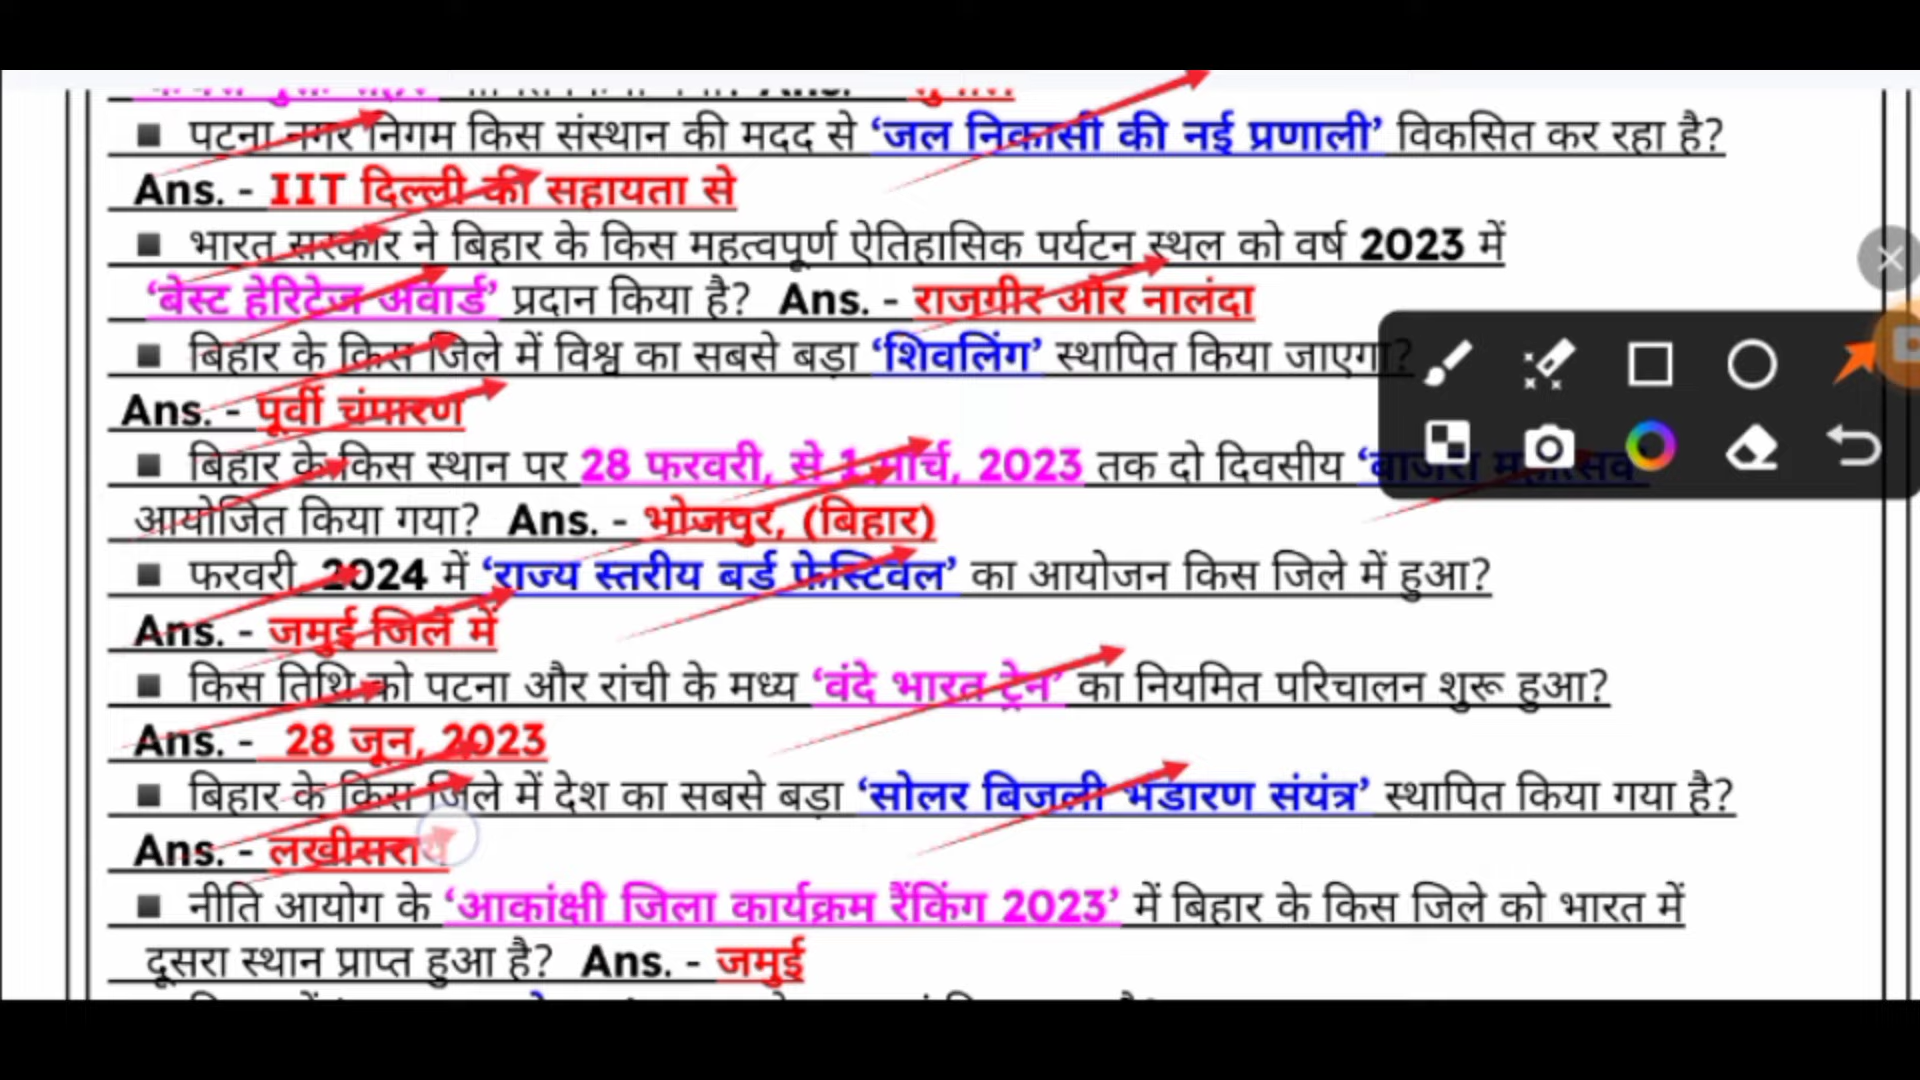 ■ पटना नगर निगम किस संस्थान की मदद से ‘जल निकासी की नई प्रणाली’ विकसित कर रहा है?
Ans. - IIT दिल्ली की सहायता से
■ भारत सरकार ने बिहार के किस महत्वपूर्ण ऐतिहासिक पर्यटन स्थल को वर्ष 2023 में
‘बेस्ट हेरिटेज अवार्ड’ प्रदान किया है? Ans. - राजगीर और नालंदा
■ बिहार के किस जिले में विश्व का सबसे बड़ा ‘शिवलिंग’ स्थापित किया जाएगा?
Ans. - पूर्वी चंपारण
■ बिहार के किस स्थान पर 28 फरवरी, से 1 मार्च, 2023 तक दो दिवसीय ‘बाजरा महोत्सव’
आयोजित किया गया? Ans. - भोजपुर, (बिहार)
■ फरवरी, 2024 में ‘राज्य स्तरीय बर्ड फेस्टिवल’ का आयोजन किस जिले में हुआ?
Ans. - जमुई जिले में
■ किस तिथि को पटना और रांची के मध्य ‘वंदे भारत ट्रेन’ का नियमित परिचालन शुरू हुआ?
Ans. - 28 जून, 2023
■ बिहार के किस जिले में देश का सबसे बड़ा ‘सोलर बिजली भंडारण संयंत्र’ स्थापित किया गया है?
Ans. - लखीसराय
■ नीति आयोग के ‘आकांक्षी जिला कार्यक्रम रैंकिंग 2023’ में बिहार के किस जिले को भारत में
दूसरा स्थान प्राप्त हुआ है? Ans. - जमुई